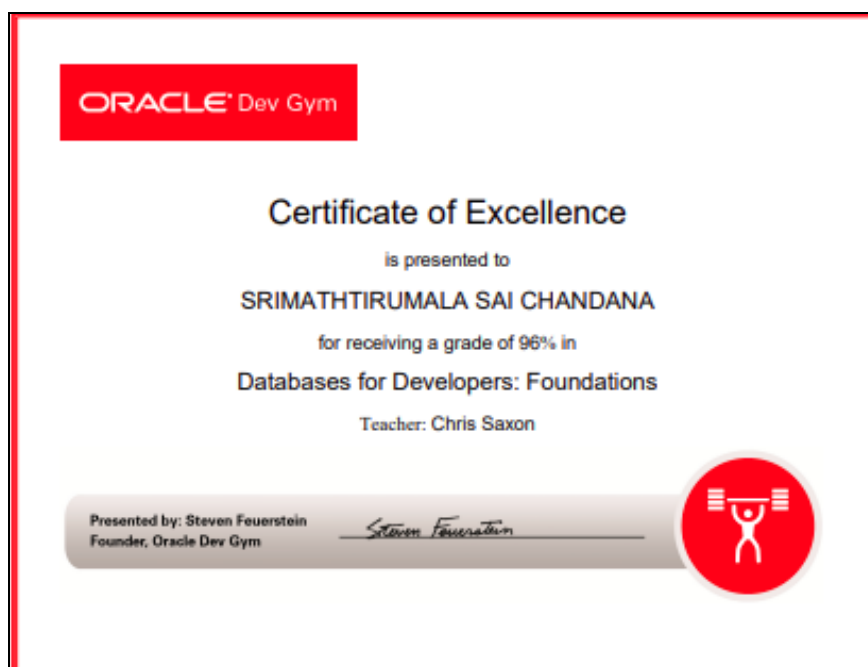 ORACLE Dev Gym
Certificate of Excellence
is presented to
SRIMATHTIRUMALA SAI CHANDANA
for receiving a grade of 96% in
Databases for Developers: Foundations
Teacher: Chris Saxon
Presented by: Steven Feuerstein
Founder, Oracle Dev Gym
Steven Feuerstein